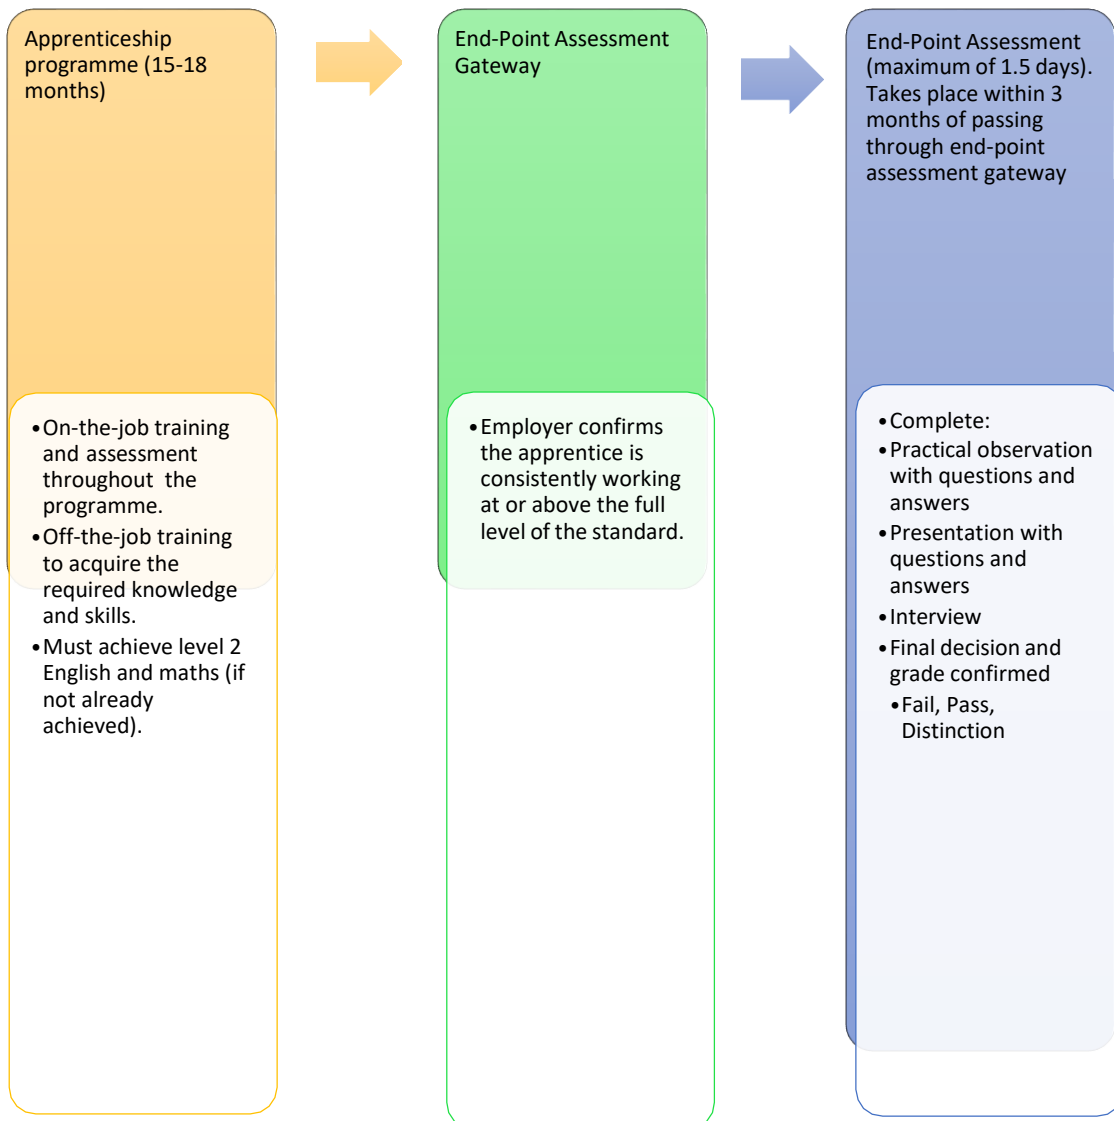 Apprenticeship
programme (15-18
months)
•On-the-job training
and assessment
throughout  the
programme.
•Off-the-job training
to acquire the
required knowledge
and skills.
•Must achieve level 2
English and maths (if
not already
achieved).
End-Point Assessment
Gateway
•Employer confirms
the apprentice is
consistently working
at or above the full
level of the standard.
End-Point Assessment
(maximum of 1.5 days).
Takes place within 3
months of passing
through end-point
assessment gateway
•Complete:
•Practical observation
with questions and
answers
•Presentation with
questions and
answers
•Interview
•Final decision and
grade confirmed
•Fail, Pass,
Distinction